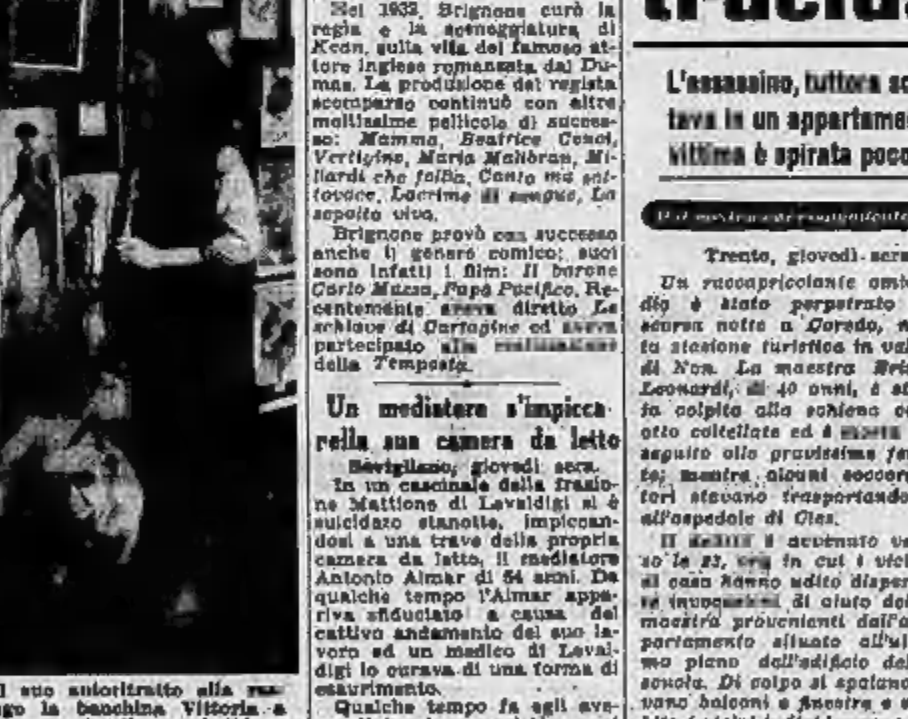 Nel 1932, Brignone curò la
regia e la sceneggiatura di
Kean, sulla vita del famoso at-
tore inglese romanzata dal Du-
mas. La produzione del regista
scomparso continuò con altre
moltissime pellicole di succes-
so: Mamma, Beatrice Cenci,
Vertigine, Maria Malibran, Mi-
liardi che follia, Canto ma sot-
tovoce, Lacrime di sangue, La
sepolta viva.
Brignone provò con successo
anche il genere comico; suoi
sono infatti i film: Il barone
Carlo Mazza, Papà Pacifico. Re-
centemente aveva diretto Le
schiave di Cartagine ed aveva
partecipato alla realizzazione
della Tempesta.
Un mediatore s'impicca
nella sua camera da letto
Savigliano, giovedì sera.
In un cascinale della frazio-
ne Mattione di Levaldigi si è
suicidato stanotte, impiccan-
dosi a una trave della propria
camera da letto, il mediatore
Antonio Almar di 54 anni. Da
qualche tempo l'Almar appa-
riva sfiduciato a causa del
cattivo andamento del suo la-
voro ed un medico di Leval-
digi lo curava di una forma di
esaurimento.
Qualche tempo fa egli ave-
L'assassino, tuttora sc
tava in un appartame
vittima è spirata poco
Trento, giovedì sera
Un raccapricciante omi
dio è stato perpetrato
scorsa notte a Coredo, n
ta stazione turistica in val
di Non. La maestra
Leonardi, di 40 anni, è st
ta colpita alla schiena c
otto coltellate ed è morta
seguito alle gravissime fe
te; mentre alcuni soccor
tori stavano trasportando
all'ospedale di Cles.
Il delitto è avvenuto ve
so le 23, ora in cui i vici
di casa hanno udito disper
te invocazioni di aiuto del
maestra provenienti dall'a
partamento situato all'ul
mo piano dell'edificio del
scuola. Di colpo si spalanc
vano balconi e finestre e
l suo autoritratto alla
ngo la banchina Vittoria a